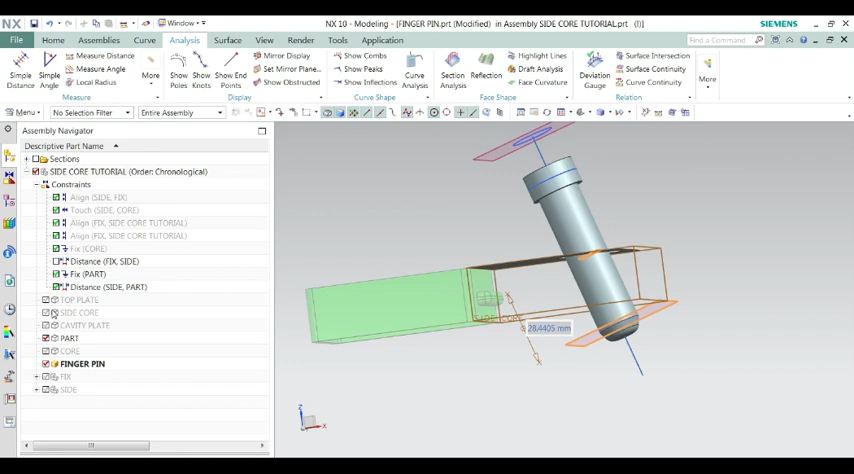 NX
Window
NX 10 - Modeling - [FINGER PIN.prt (Modified)  in Assembly SIDE CORE TUTORIAL.prt  (I)]
SIEMENS
File Home Assemblies Curve Analysis Surface View Render Tools Application
Find a Command
Simple Distance
Simple Angle
Measure Distance
Measure Angle
Local Radius
More
Show Poles
Show Knots
Show End Points
Mirror Display
Set Mirror Plane...
Show Obstructed
Show Combs
Show Peaks
Show Inflections
Curve Analysis
Section Analysis
Reflection
Highlight Lines
Draft Analysis
Face Curvature
Deviation Gauge
Surface Intersection
Surface Continuity
Curve Continuity
More
Measure
Display
Curve Shape
Face Shape
Relation
Menu
No Selection Filter
Entire Assembly
Assembly Navigator
Descriptive Part Name
Sections
SIDE CORE TUTORIAL (Order: Chronological)
Constraints
Align (SIDE, FIX)
Touch (SIDE, CORE)
Align (FIX, SIDE CORE TUTORIAL)
Align (FIX, SIDE CORE TUTORIAL)
Fix (CORE)
Distance (FIX, SIDE)
Fix (PART)
Distance (SIDE, PART)
TOP PLATE
SIDE CORE
CAVITY PLATE
PART
CORE
FINGER PIN
FIX
SIDE
SIDE CORE
28.4405 mm
Z
X